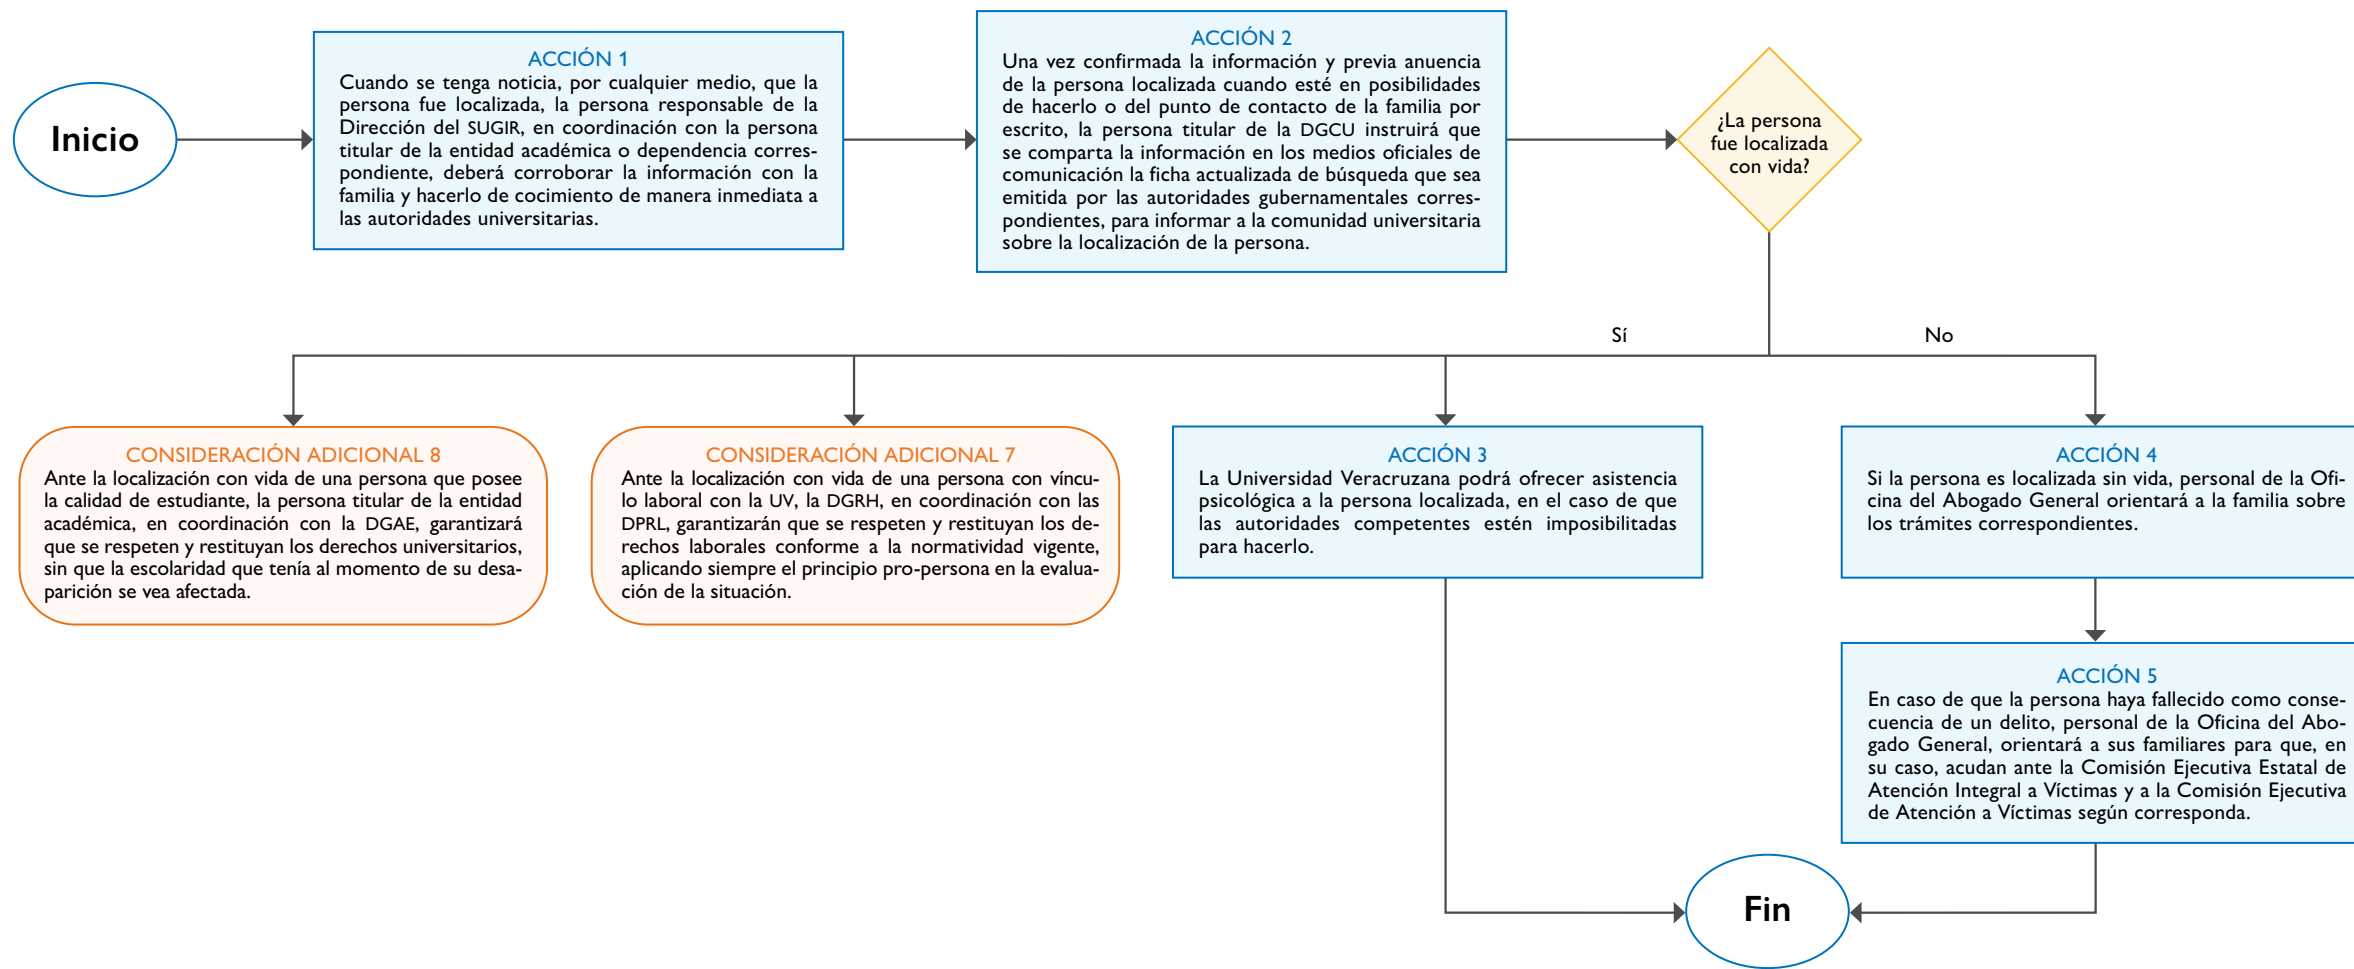 Inicio
ACCIÓN 1
Cuando se tenga noticia, por cualquier medio, que la
persona fue localizada, la persona responsable de la
Dirección del SUGIR, en coordinación con la persona
titular de la entidad académica o dependencia corres-
pondiente, deberá corroborar la información con la
familia y hacerlo de cocimiento de manera inmediata a
las autoridades universitarias.
ACCIÓN 2
Una vez confirmada la información y previa anuencia
de la persona localizada cuando esté en posibilidades
de hacerlo o del punto de contacto de la familia por
escrito, la persona titular de la DGCU instruirá que
se comparta la información en los medios oficiales de
comunicación la ficha actualizada de búsqueda que sea
emitida por las autoridades gubernamentales corres-
pondientes, para informar a la comunidad universitaria
sobre la localización de la persona.
¿La persona
fue localizada
con vida?
Sí
No
CONSIDERACIÓN ADICIONAL 8
Ante la localización con vida de una persona que posee
la calidad de estudiante, la persona titular de la entidad
académica, en coordinación con la DGAE, garantizará
que se respeten y restituyan los derechos universitarios,
sin que la escolaridad que tenía al momento de su desa-
parición se vea afectada.
CONSIDERACIÓN ADICIONAL 7
Ante la localización con vida de una persona con víncu-
lo laboral con la UV, la DGRH, en coordinación con las
DPRL, garantizarán que se respeten y restituyan los de-
rechos laborales conforme a la normatividad vigente,
aplicando siempre el principio pro-persona en la evalua-
ción de la situación.
ACCIÓN 3
La Universidad Veracruzana podrá ofrecer asistencia
psicológica a la persona localizada, en el caso de que
las autoridades competentes estén imposibilitadas
para hacerlo.
ACCIÓN 4
Si la persona es localizada sin vida, personal de la Ofi-
cina del Abogado General orientará a la familia sobre
los trámites correspondientes.
ACCIÓN 5
En caso de que la persona haya fallecido como conse-
cuencia de un delito, personal de la Oficina del Abo-
gado General, orientará a sus familiares para que, en
su caso, acudan ante la Comisión Ejecutiva Estatal de
Atención Integral a Víctimas y a la Comisión Ejecutiva
de Atención a Víctimas según corresponda.
Fin